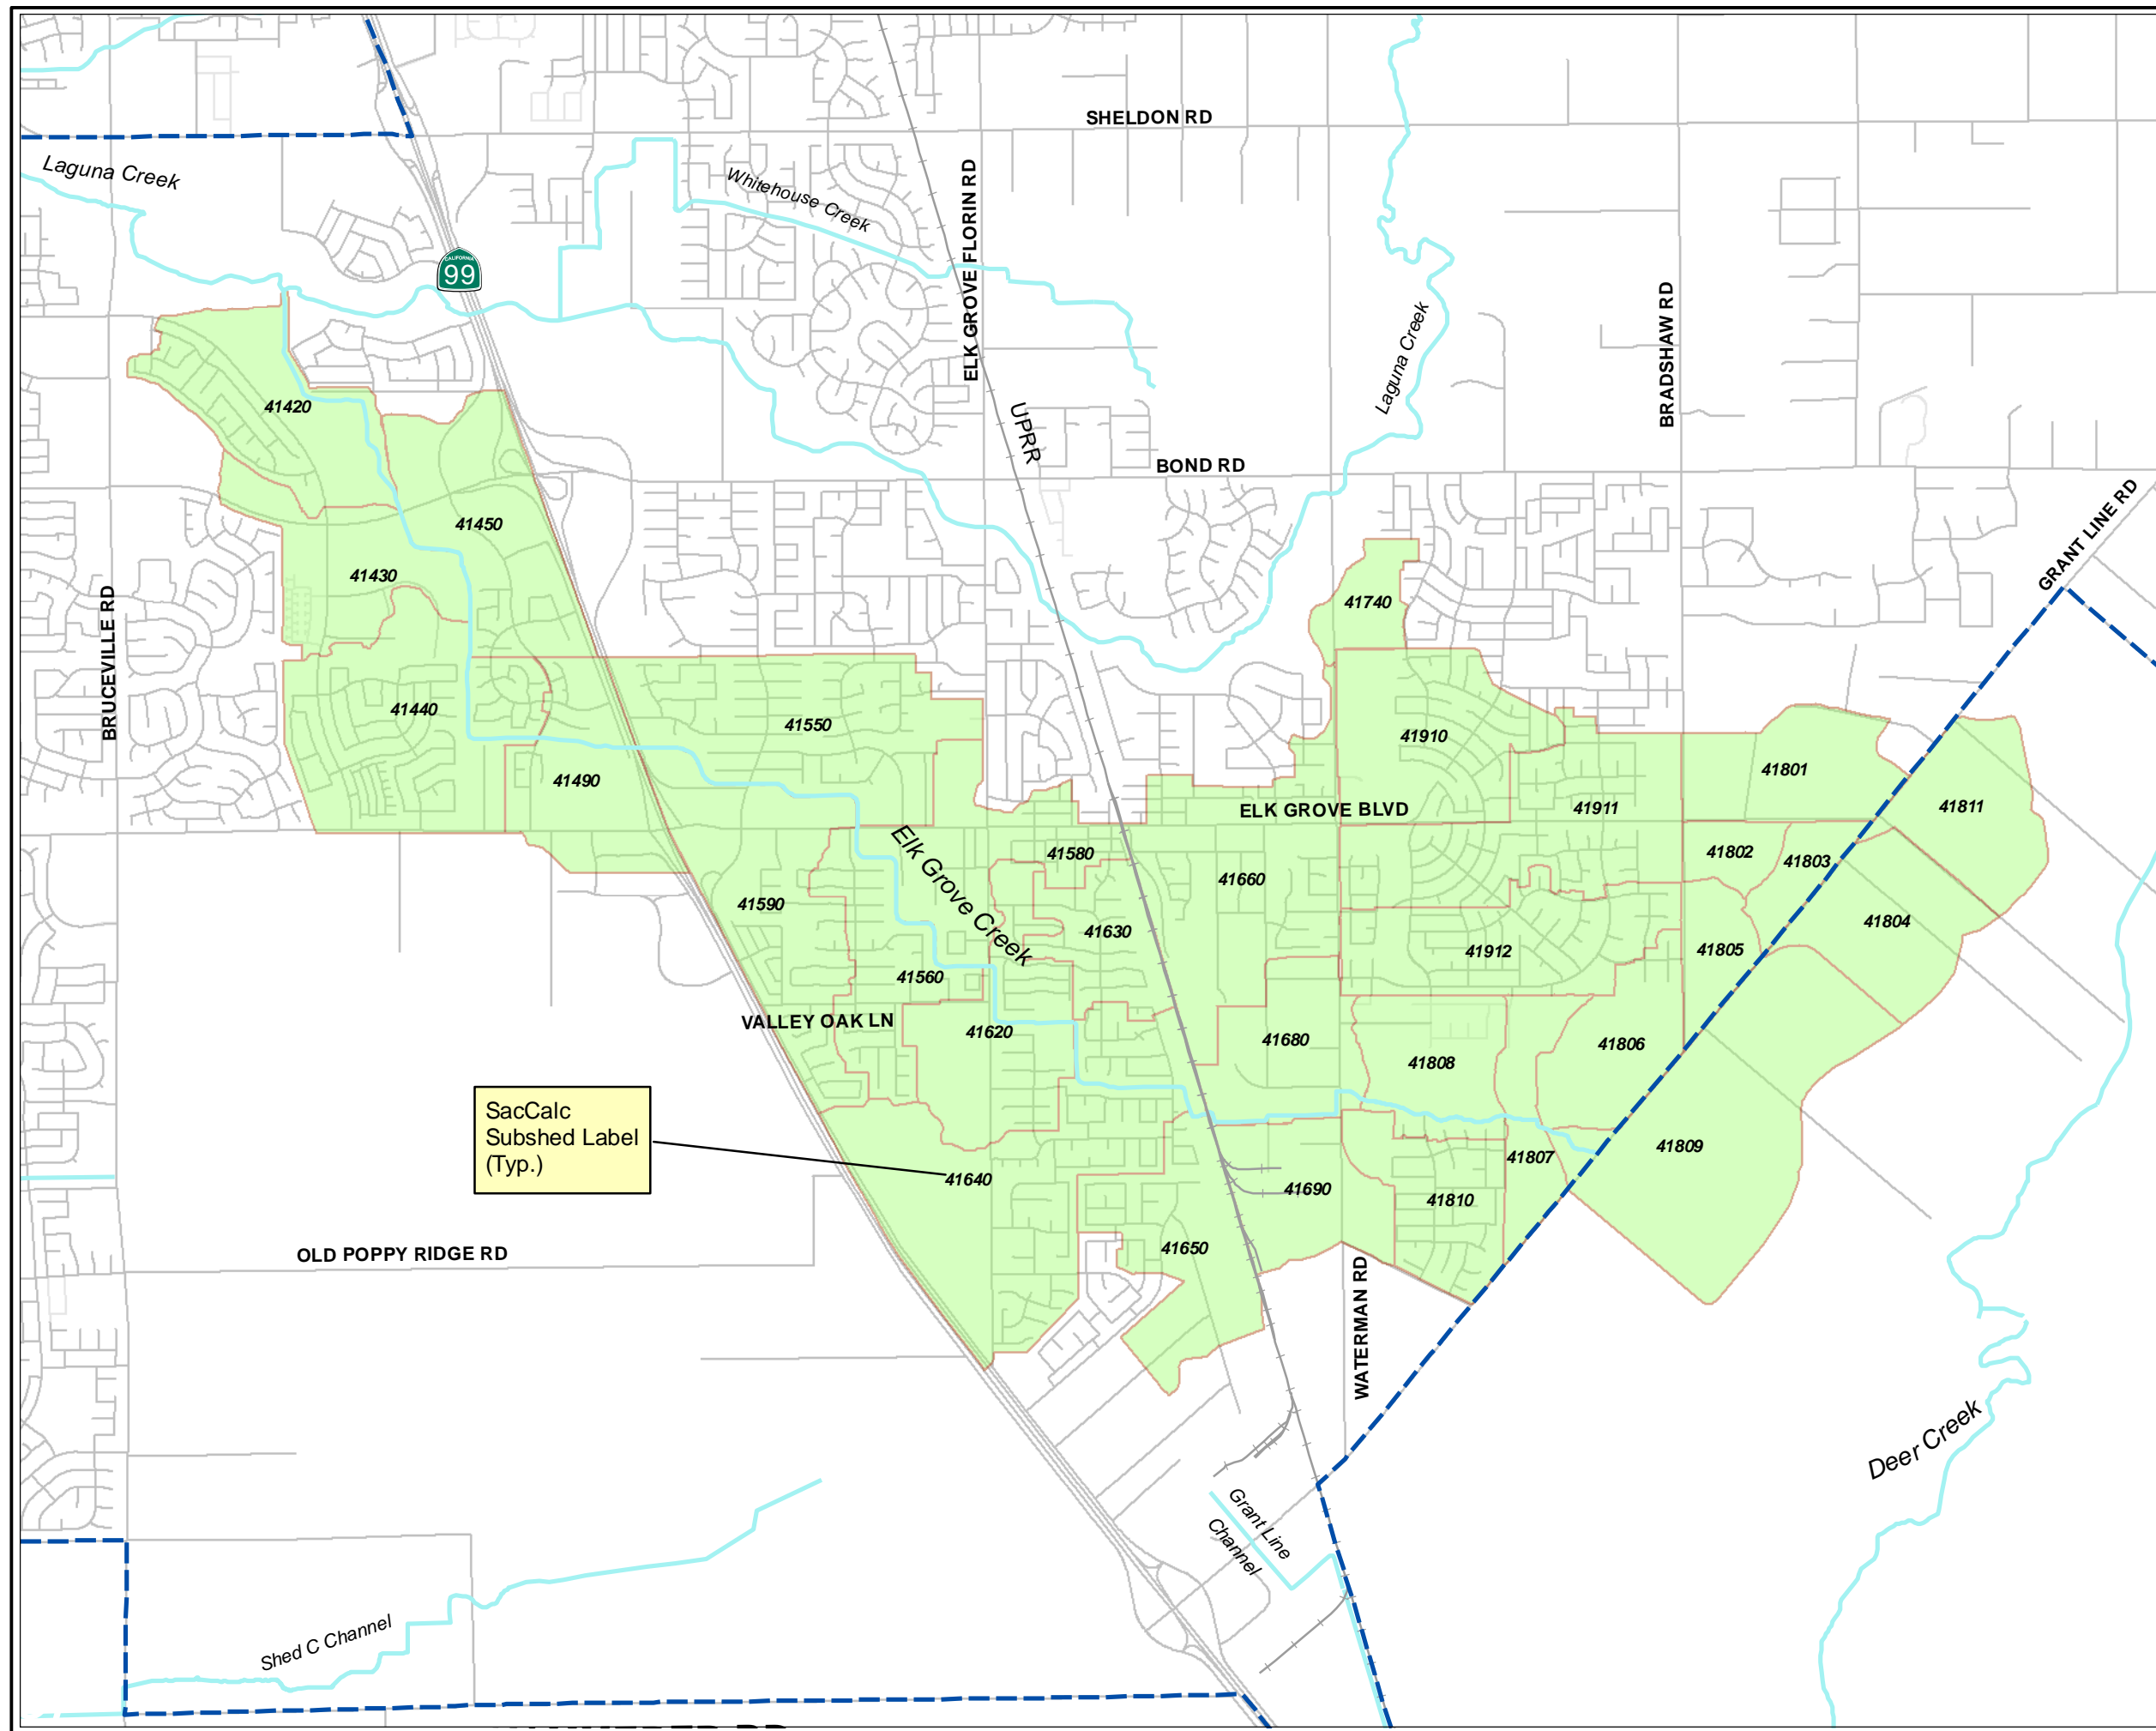 SHELDON RD
Laguna Creek
Whitehouse Creek
ELK GROVE FLORIN RD
CALIFORNIA
99
BRADSHAW RD
Laguna Creek
41420
UPRR
BOND RD
GRANT LINE RD
41450
41430
41740
BRUCEVILLE RD
41440
41550
41910
41490
41801
41911
41811
ELK GROVE BLVD
Elk Grove Creek
41580
41802
41803
41660
41590
41630
41804
41912
41805
41560
VALLEY OAK LN
41620
41680
41806
41808
SacCalc
Subshed Label
(Typ.)
41809
41807
41640
41690
41810
41650
OLD POPPY RIDGE RD
WATERMAN RD
Deer Creek
Grant Line
Channel
Shed C Channel